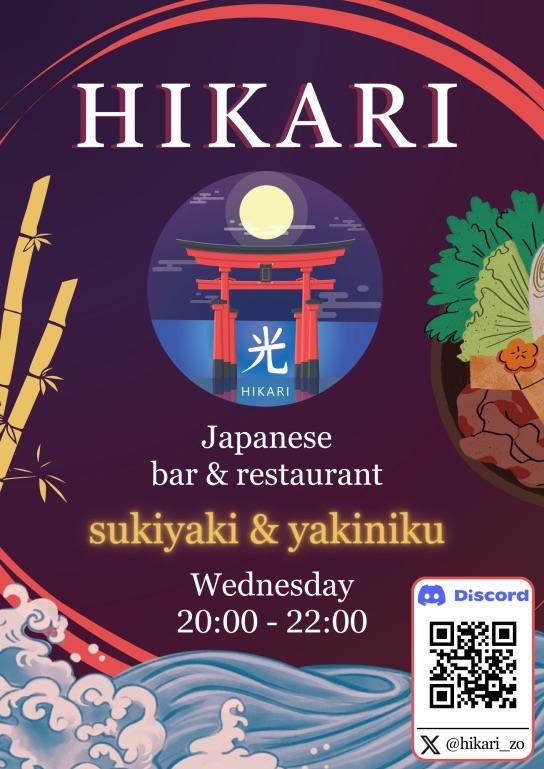 HIKARI
光
HIKARI
Japanese
bar & restaurant
sukiyaki & yakiniku
Wednesday
20:00 - 22:00
Discord
X @hikari_zo